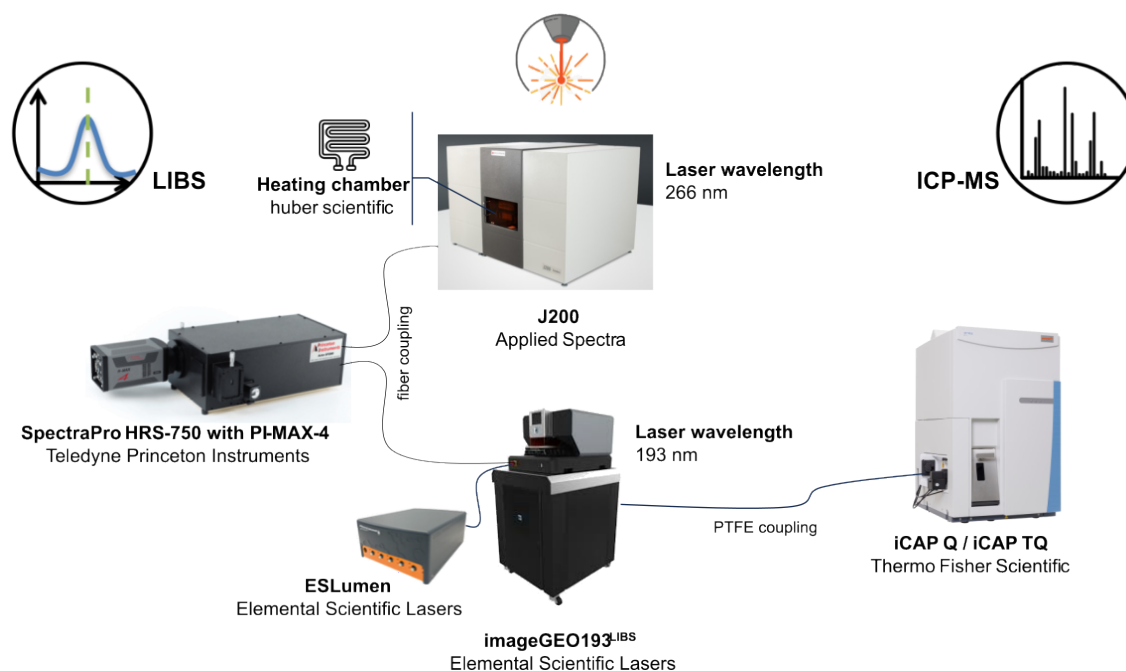 LIBS
Heating chamber
huber scientific
Laser wavelength
266 nm
ICP-MS
J200
Applied Spectra
fiber coupling
SpectraPro HRS-750 with PI-MAX-4
Teledyne Princeton Instruments
Laser wavelength
193 nm
PTFE coupling
iCAP Q / iCAP TQ
Thermo Fisher Scientific
ESLumen
Elemental Scientific Lasers
imageGEO193LIBS
Elemental Scientific Lasers